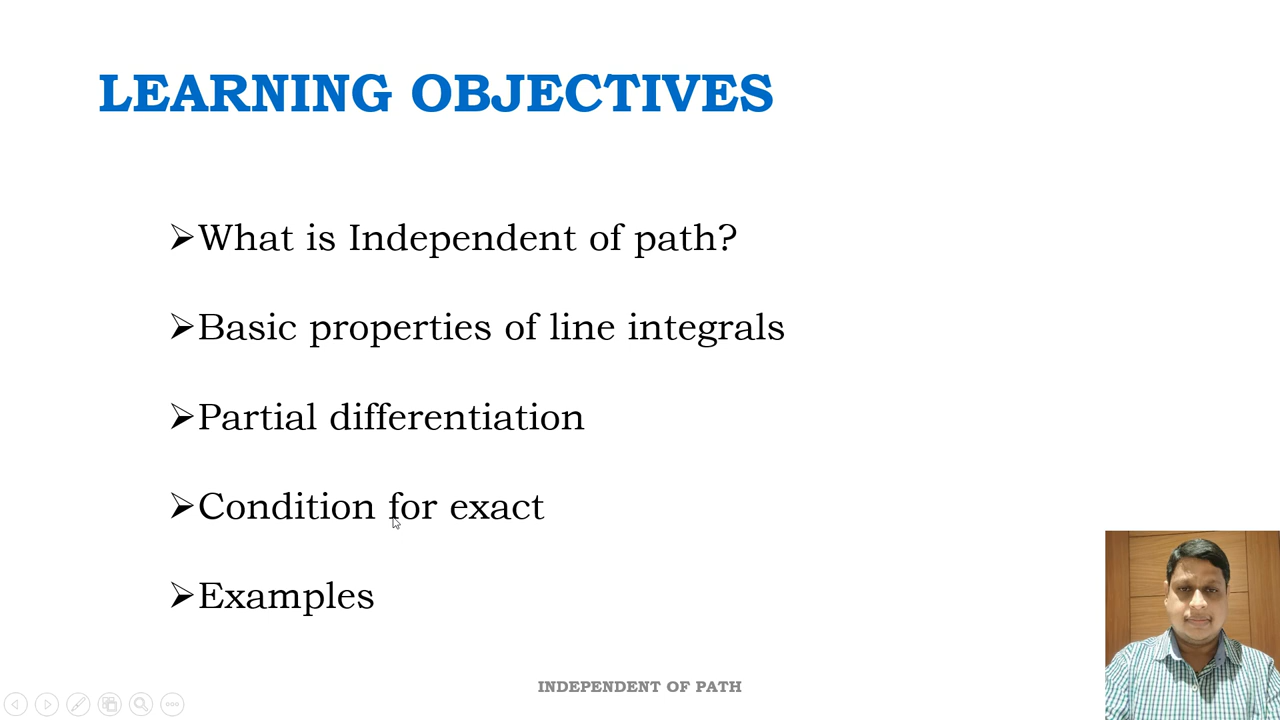 LEARNING OBJECTIVES
➢What is Independent of path?
➢Basic properties of line integrals
➢Partial differentiation
➢Condition for exact
➢Examples
INDEPENDENT OF PATH